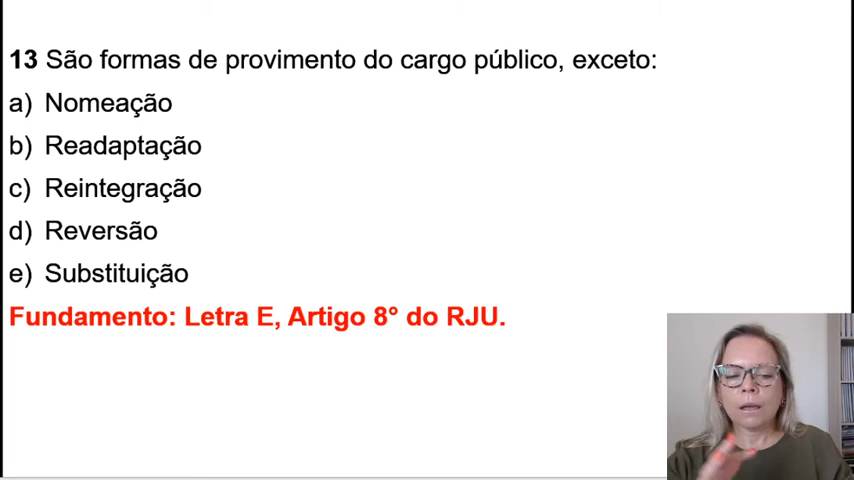 13 São formas de provimento do cargo público, exceto:
a) Nomeação
b) Readaptação
c) Reintegração
d) Reversão
e) Substituição
Fundamento: Letra E, Artigo 8° do RJU.